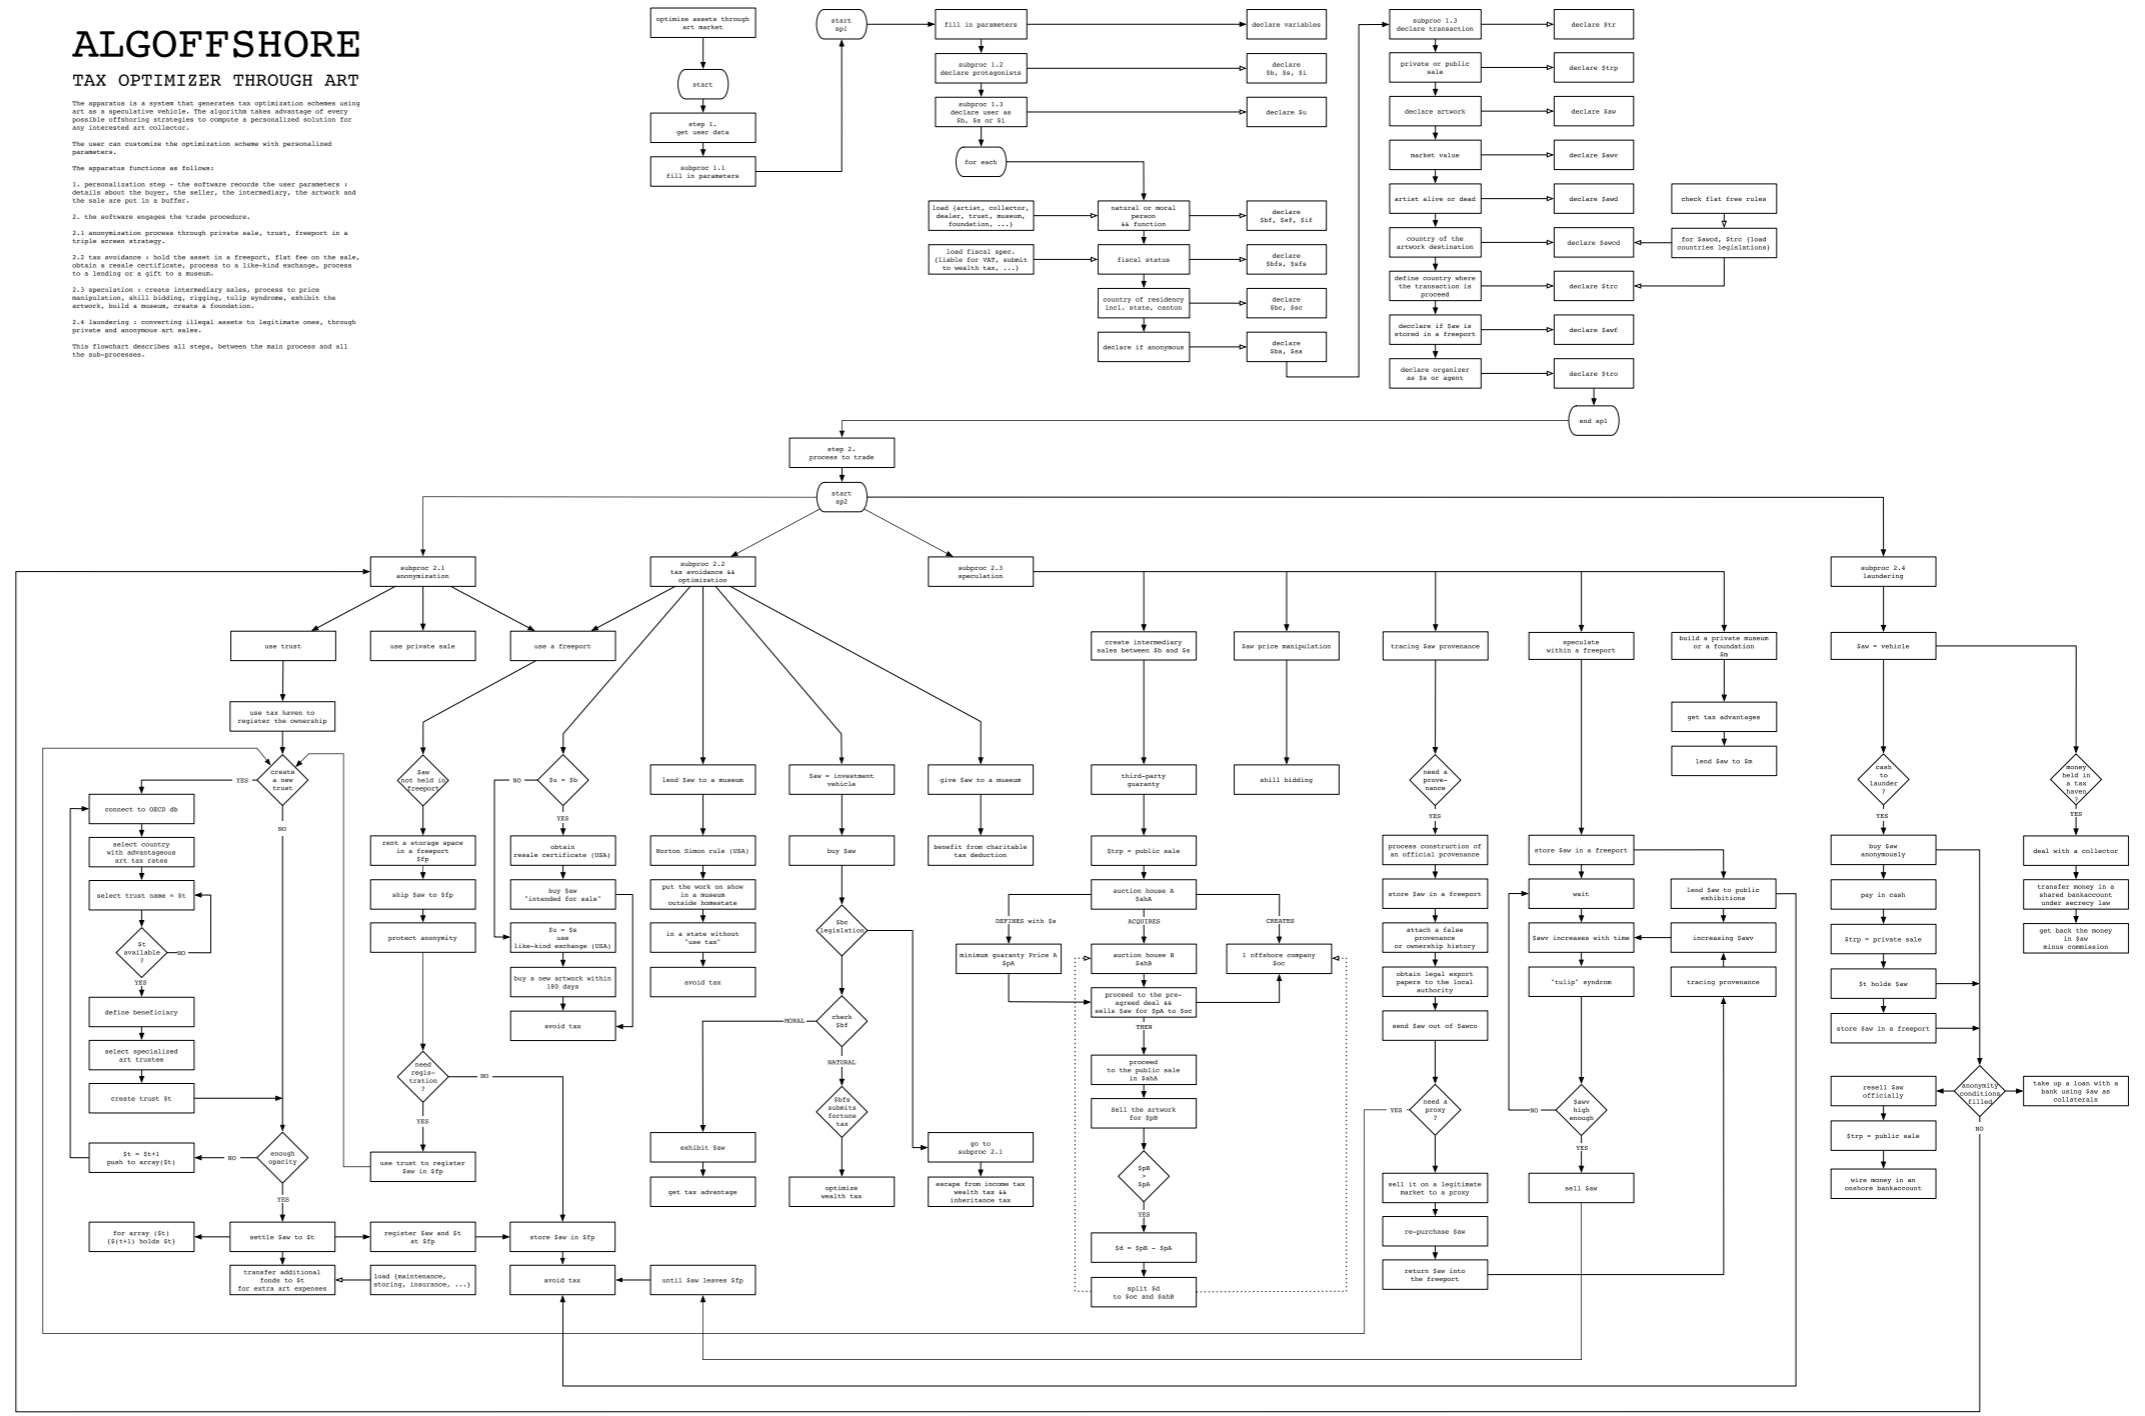 ALGOFFSHORE
TAX OPTIMIZER THROUGH ART
The apparatus is a system that generates tax optimization schemes using
art as a speculative vehicle. The algorithm takes advantage of every
possible offshoring strategies to compute a personalized solution for
any interested art collector.
The user can customize the optimization scheme with personalized
parameters.
The apparatus functions as follows:
1. personalization step - the software records the user parameters :
details about the buyer, the seller, the intermediary, the artwork and
the sale are put in a buffer.
2. the software engages the trade procedure.
2.1 anonymization process through private sale, trust, freeport in a
triple screen strategy.
2.2 tax avoidance : hold the asset in a freeport, flat fee on the sale,
obtain a resale certificate, process to a like-kind exchange, process
to a lending or a gift to a museum.
2.3 speculation : create intermediary sales, process to price
manipulation, shill bidding, rigging, tulip syndrome, exhibit the
artwork, build a museum, create a foundation.
2.4 laundering : converting illegal assets to legitimate ones, through
private and anonymous art sales.
This flowchart describes all steps, between the main process and all
the sub-processes.
optimize assets through
art market
start
step 1.
get user data
subproc 1.1
fill in parameters
start
sp1
fill in parameters
declare variables
subproc 1.2
declare protagonists
declare
$b, $s, $i
subproc 1.3
declare user as
$b, $s or $i
declare $u
for each
load {artist, collector,
dealer, trust, museum,
foundation, ...}
natural or moral
person
&& function
declare
$bf, $sf, $if
load fiscal spec.
{liable for VAT, submit
to wealth tax, ...}
fiscal status
declare
$bfs, $sfs
country of residency
incl. state, canton
declare
$bc, $sc
declare if anonymous
declare
$ba, $sa
subproc 1.3
declare transaction
declare $tr
private or public
sale
declare $trp
declare artwork
declare $aw
market value
declare $awv
artist alive or dead
declare $awd
check flat free rules
country of the
artwork destination
declare $awcd
for $awcd, $trc {load
countries legislations}
define country where
the transaction is
proceed
declare $trc
decclare if $aw is
stored in a freeport
declare $awf
declare organizer
as $s or agent
declare $tro
end sp1
step 2.
process to trade
start
sp2
subproc 2.1
anonymization
subproc 2.2
tax avoidance &&
optimization
subproc 2.3
speculation
subproc 2.4
laundering
use trust
use private sale
use a freeport
use tax haven to
register the ownership
create
a new
trust
YES
NO
connect to OECD db
select country
with advantageous
art tax rates
select trust name = $t
$t
available
?
NO
YES
define beneficiary
select specialized
art trustee
create trust $t
$t = $t+1
push to array($t)
NO
enough
opacity
YES
for array ($t)
{$(t+1) holds $t}
settle $aw to $t
register $aw and $t
at $fp
store $aw in $fp
transfer additional
fonds to $t
for extra art expenses
load {maintenance,
storing, insurance, ...}
avoid tax
until $aw leaves $fp
$aw
not held in
freeport
rent a storage space
in a freeport
$fp
ship $aw to $fp
protect anonymity
need
regis-
tration
?
NO
YES
use trust to register
$aw in $fp
NO
$u = $b
YES
obtain
resale certificate (USA)
buy $aw
"intended for sale"
$u = $s
use
like-kind exchange (USA)
buy a new artwork within
180 days
avoid tax
lend $aw to a museum
Norton Simon rule (USA)
put the work on show
in a museum
outside homestate
in a state without
"use tax"
avoid tax
$aw = investment
vehicle
buy $aw
$bc
legislation
check
$bf
MORAL
NATURAL
$bfs
submits
fortune
tax
exhibit $aw
get tax advantage
optimize
wealth tax
go to
subproc 2.1
escape from income tax
wealth tax &&
inheritance tax
give $aw to a museum
benefit from charitable
tax deduction
create intermediary
sales between $b and $s
third-party
guaranty
$trp = public sale
auction house A
$ahA
DEFINES with $s
ACQUIRES
CREATES
minimum guaranty Price A
$pA
auction house B
$ahB
1 offshore company
$oc
proceed to the pre-
agreed deal &&
sells $aw for $pA to $oc
THEN
proceed
to the public sale
in $ahA
Sell the artwork
for $pB
$pB
>
$pA
YES
$d = $pB - $pA
split $d
to $oc and $ahB
$aw price manipulation
shill bidding
tracing $aw provenance
need a
prove-
nance
YES
process construction of
an official provenance
store $aw in a freeport
attach a false
provenance
or ownership history
obtain legal export
papers to the local
authority
send $aw out of $awco
YES
need a
proxy
?
sell it on a legitimate
market to a proxy
re-purchase $aw
return $aw into
the freeport
speculate
within a freeport
store $aw in a freeport
wait
$awv increases with time
"tulip" syndrom
NO
$awv
high
enough
YES
sell $aw
lend $aw to public
exhibitions
increasing $awv
tracing provenance
build a private museum
or a foundation
$m
get tax advantages
lend $aw to $m
$aw = vehicle
cash
to
launder
?
YES
buy $aw
anonymously
pay in cash
$trp = private sale
$t holds $aw
store $aw in a freeport
resell $aw
officially
anonymity
conditions
filled
NO
take up a loan with a
bank using $aw as
collaterals
$trp = public sale
wire money in an
onshore bankaccount
money
held in
a tax
haven
?
YES
deal with a collector
transfer money in a
shared bankaccount
under secrecy law
get back the money
in $aw
minus commission